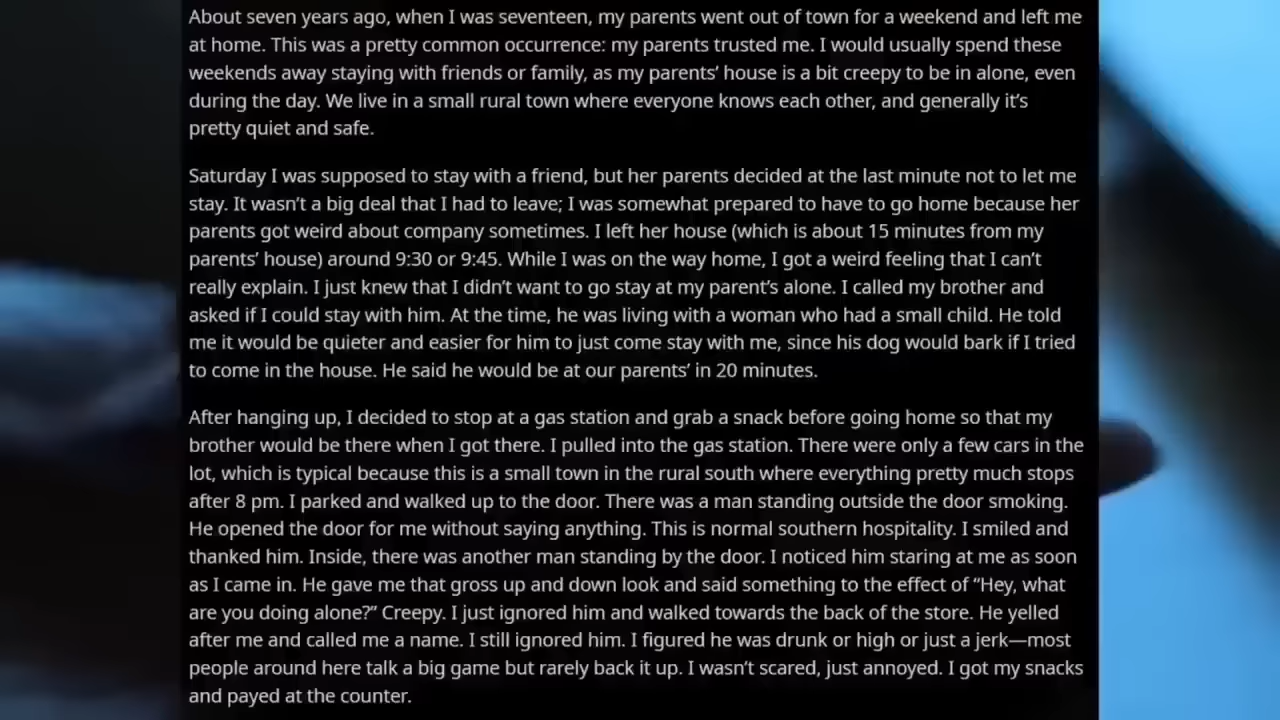 About seven years ago, when I was seventeen, my parents went out of town for a weekend and left me
at home. This was a pretty common occurrence: my parents trusted me. I would usually spend these
weekends away staying with friends or family, as my parents’ house is a bit creepy to be in alone, even
during the day. We live in a small rural town where everyone knows each other, and generally it’s
pretty quiet and safe.
Saturday I was supposed to stay with a friend, but her parents decided at the last minute not to let me
stay. It wasn’t a big deal that I had to leave; I was somewhat prepared to have to go home because her
parents got weird about company sometimes. I left her house (which is about 15 minutes from my
parents’ house) around 9:30 or 9:45. While I was on the way home, I got a weird feeling that I can’t
really explain. I just knew that I didn’t want to go stay at my parent’s alone. I called my brother and
asked if I could stay with him. At the time, he was living with a woman who had a small child. He told
me it would be quieter and easier for him to just come stay with me, since his dog would bark if I tried
to come in the house. He said he would be at our parents’ in 20 minutes.
After hanging up, I decided to stop at a gas station and grab a snack before going home so that my
brother would be there when I got there. I pulled into the gas station. There were only a few cars in the
lot, which is typical because this is a small town in the rural south where everything pretty much stops
after 8 pm. I parked and walked up to the door. There was a man standing outside the door smoking.
He opened the door for me without saying anything. This is normal southern hospitality. I smiled and
thanked him. Inside, there was another man standing by the door. I noticed him staring at me as soon
as I came in. He gave me that gross up and down look and said something to the effect of “Hey, what
are you doing alone?” Creepy. I just ignored him and walked towards the back of the store. He yelled
after me and called me a name. I still ignored him. I figured he was drunk or high or just a jerk—most
people around here talk a big game but rarely back it up. I wasn’t scared, just annoyed. I got my snacks
and payed at the counter.